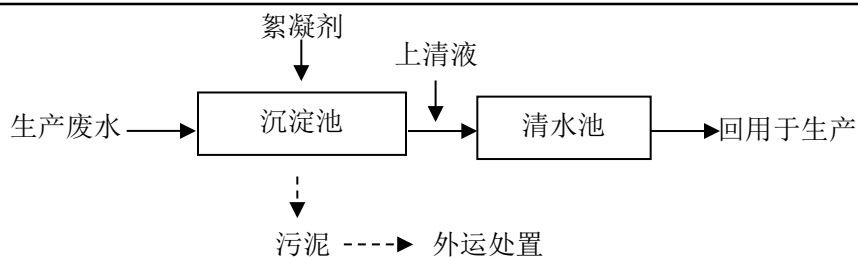 絮凝剂
上清液
生产废水
沉淀池
清水池
回用于生产
污泥
外运处置